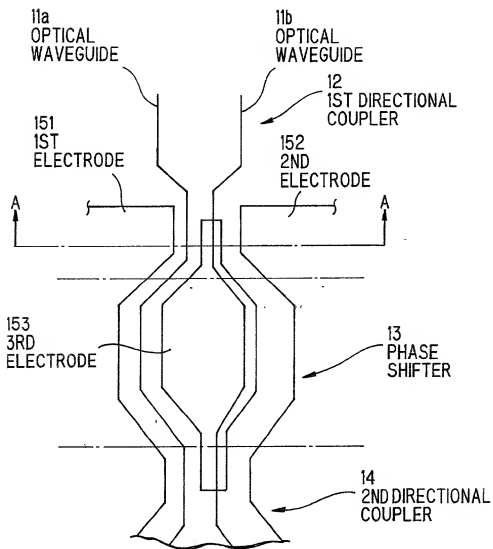 11a
OPTICAL
WAVEGUIDE
11b
OPTICAL
WAVEGUIDE
12
1ST DIRECTIONAL
COUPLER
151
1ST
ELECTRODE
152
2ND
ELECTRODE
A
A
153
3RD
ELECTRODE
13
PHASE
SHIFTER
14
2ND DIRECTIONAL
COUPLER